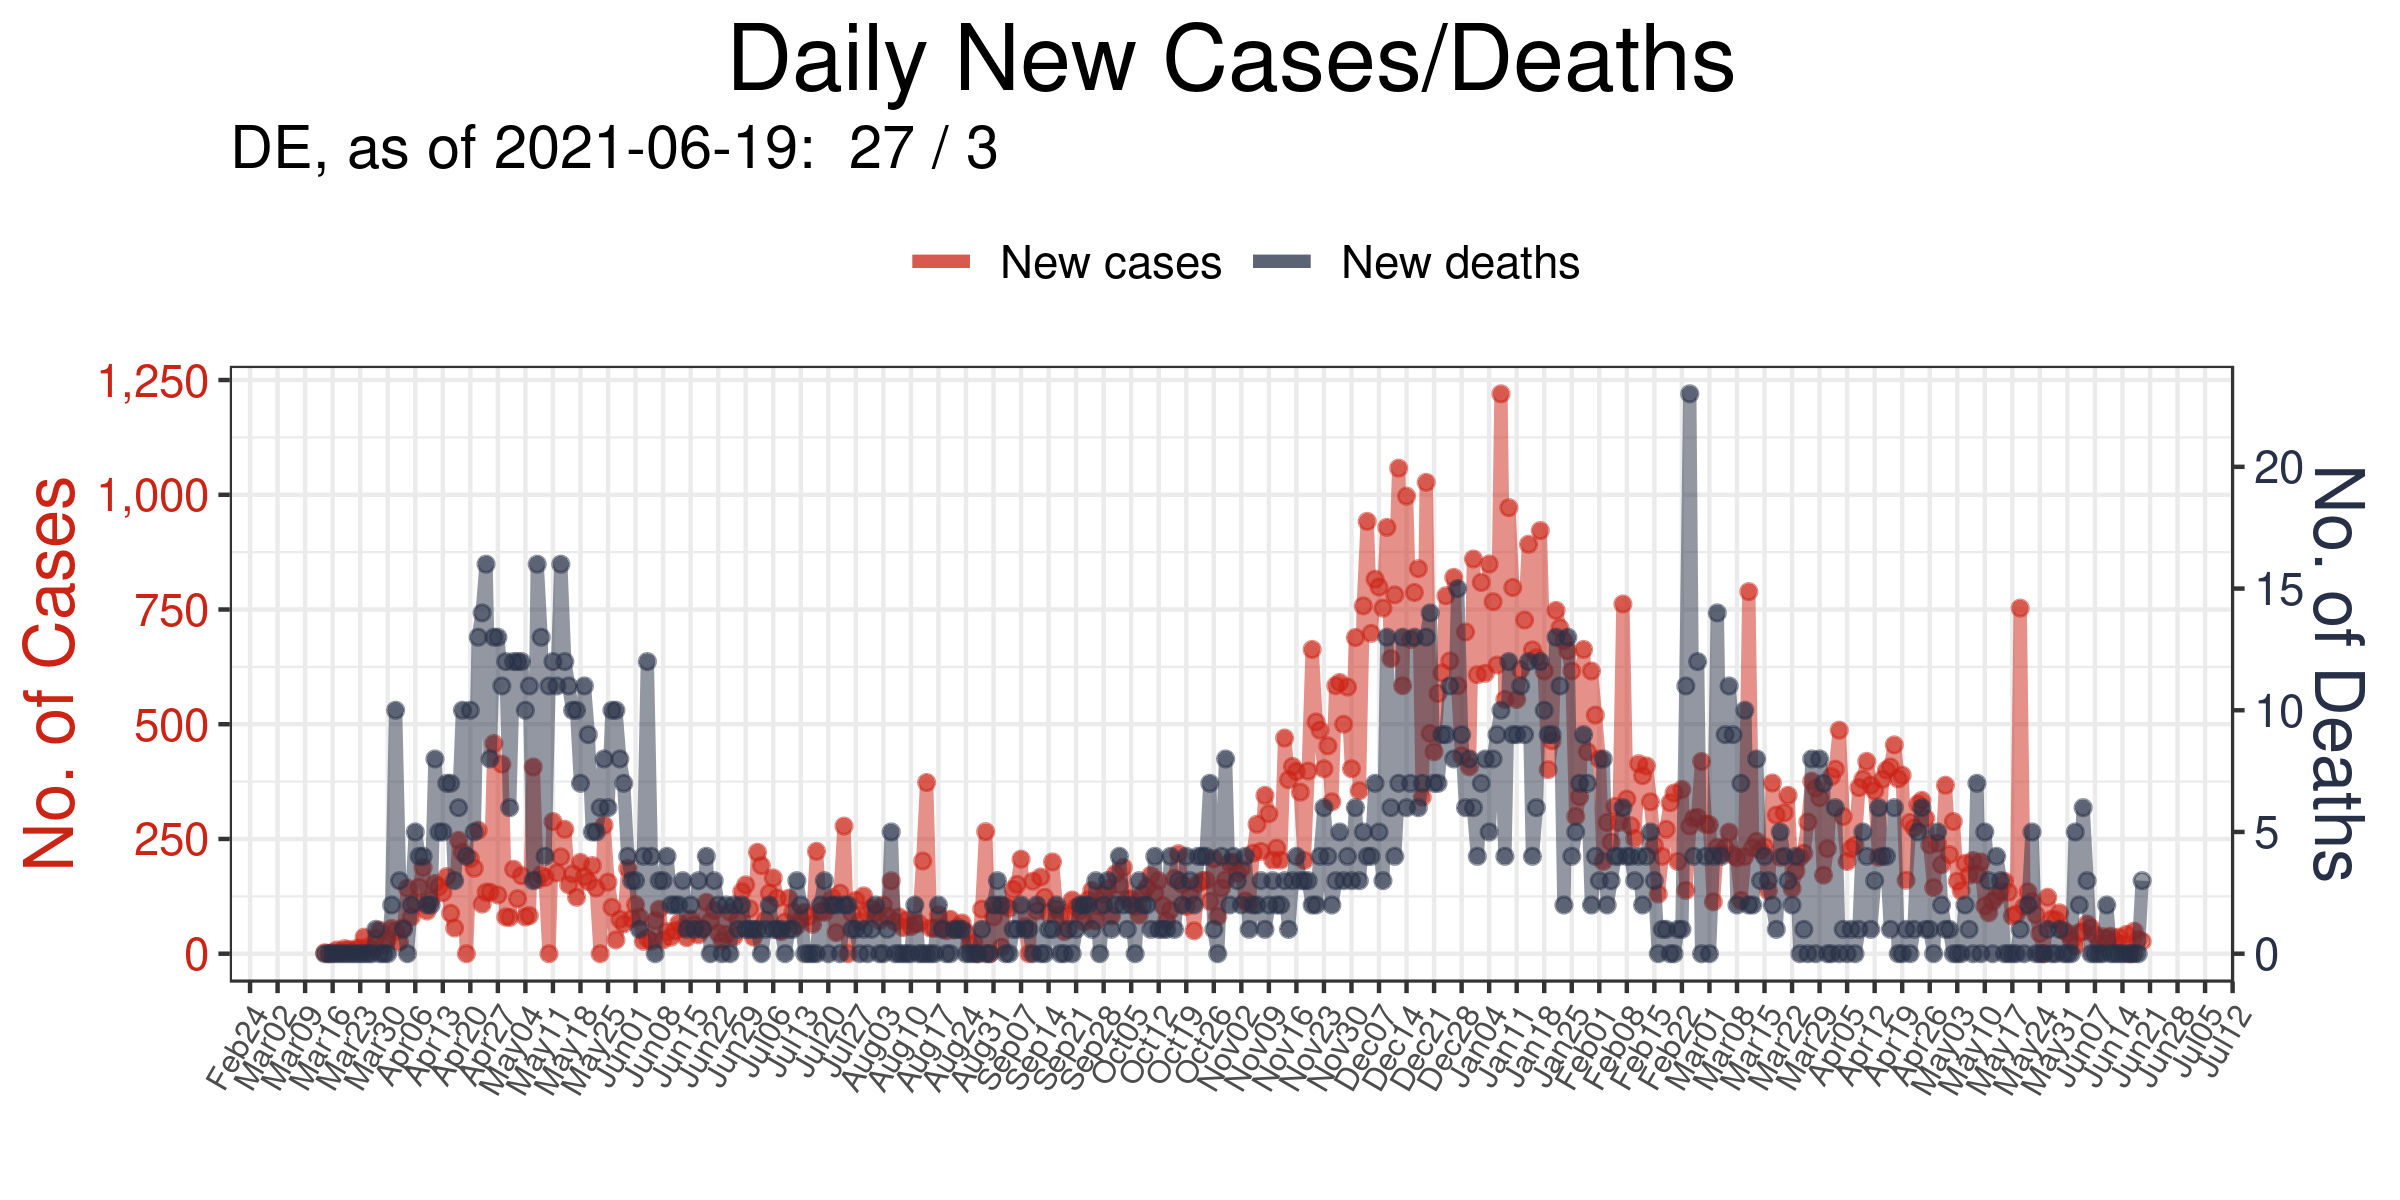 Daily New Cases/Deaths
DE, as of 2021-06-19: 27 / 3
New cases
New deaths
No. of Cases
1,250
1,000
750
500
250
0
20
15
10
5
0
No. of Deaths
Feb24
Mar02
Mar09
Mar16
Mar23
Mar30
Apr06
Apr13
Apr20
Apr27
May04
May11
May18
May25
Jun01
Jun08
Jun15
Jun22
Jun29
Jul06
Jul13
Jul20
Jul27
Aug03
Aug10
Aug17
Aug24
Aug31
Sep07
Sep14
Sep21
Sep28
Oct05
Oct12
Oct19
Oct26
Nov02
Nov09
Nov16
Nov23
Nov30
Dec07
Dec14
Dec21
Dec28
Jan04
Jan11
Jan18
Jan25
Feb01
Feb08
Feb15
Feb22
Mar01
Mar08
Mar15
Mar22
Mar29
Apr05
Apr12
Apr19
Apr26
May03
May10
May17
May24
May31
Jun07
Jun14
Jun21
Jun28
Jul05
Jul12